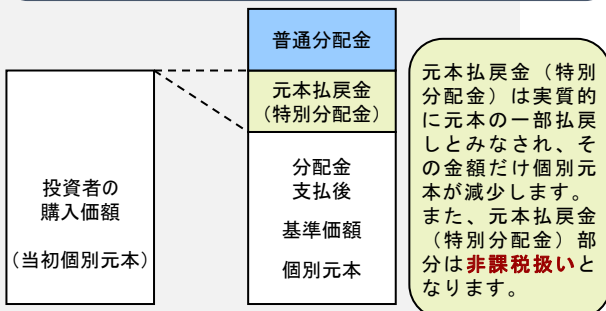 普通分配金
元本払戻金
（特別分配金）
分配金
支払後
基準価額
個別元本
投資者の
購入価額
（当初個別元本）
元本払戻金（特別
分配金）は実質的
に元本の一部払戻
しとみなされ、そ
の金額だけ個別元
本が減少します。
また、元本払戻金
（特別分配金）部
分は非課税扱いと
なります。